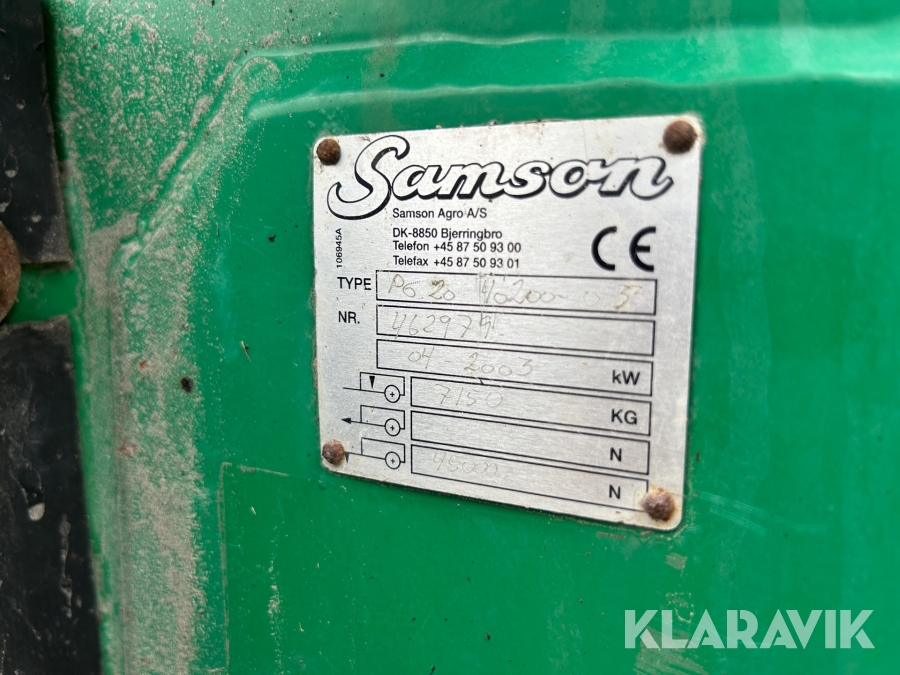 Samson
Samson Agro A/S
DK-8850 Bjerringbro
Telefon +45 87 50 93 00
Telefax +45 87 50 93 01
106945A
CE
TYPE PG 20
NR. 462979
04-2003 kW
7150 KG
N
45000 N
KLARAVIK